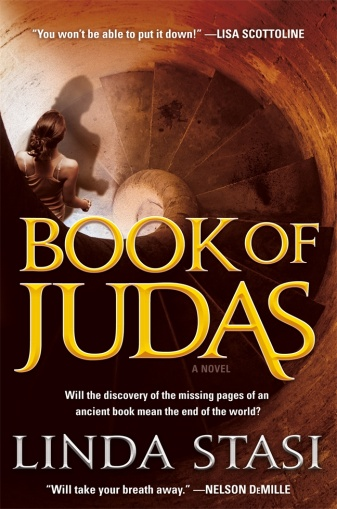 "You won't be able to put it down!" —LISA SCOTTOLINE
BOOK OF
JUDAS
A NOVEL
Will the discovery of the missing pages of an
ancient book mean the end of the world?
LINDA STASI
"Will take your breath away." —NELSON DEMILLE